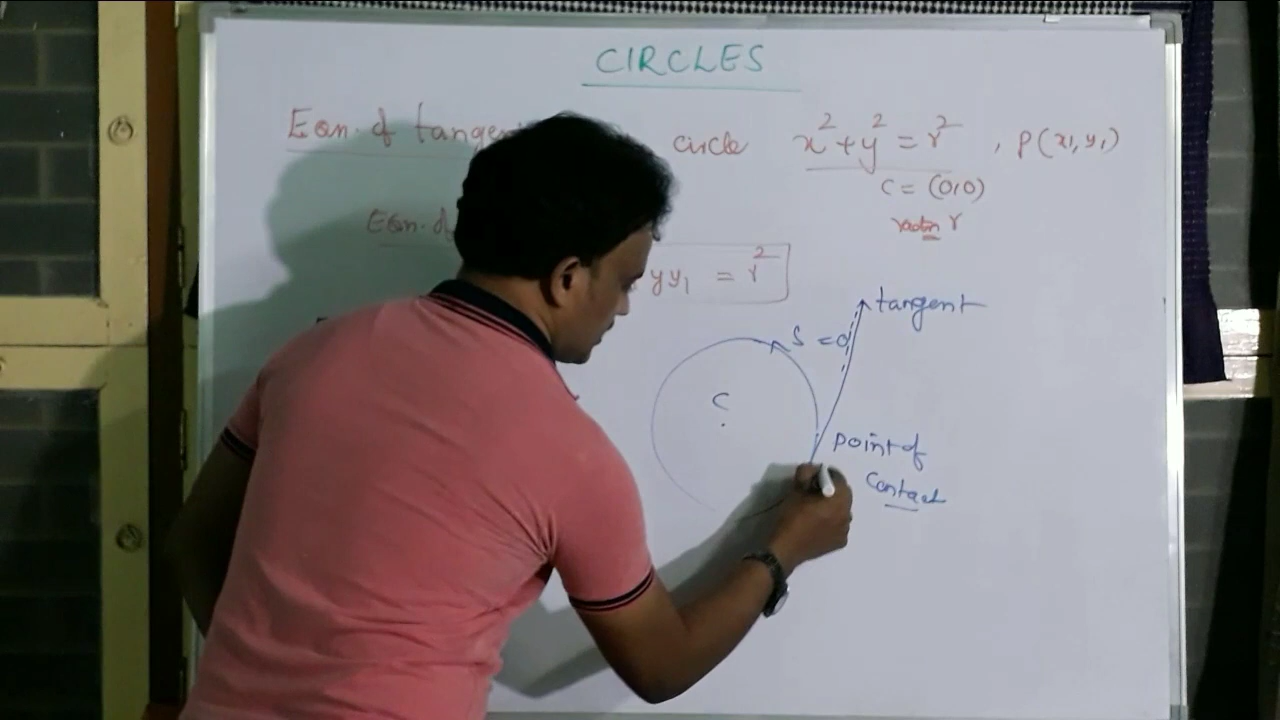 CIRCLES
Eqn. of tangen circle x²+y² = r² , P(x1,y1)
C = (0,0)
radius r
Eqn. of
yy₁ = r²
tangent
S = 0
C
point of
contact